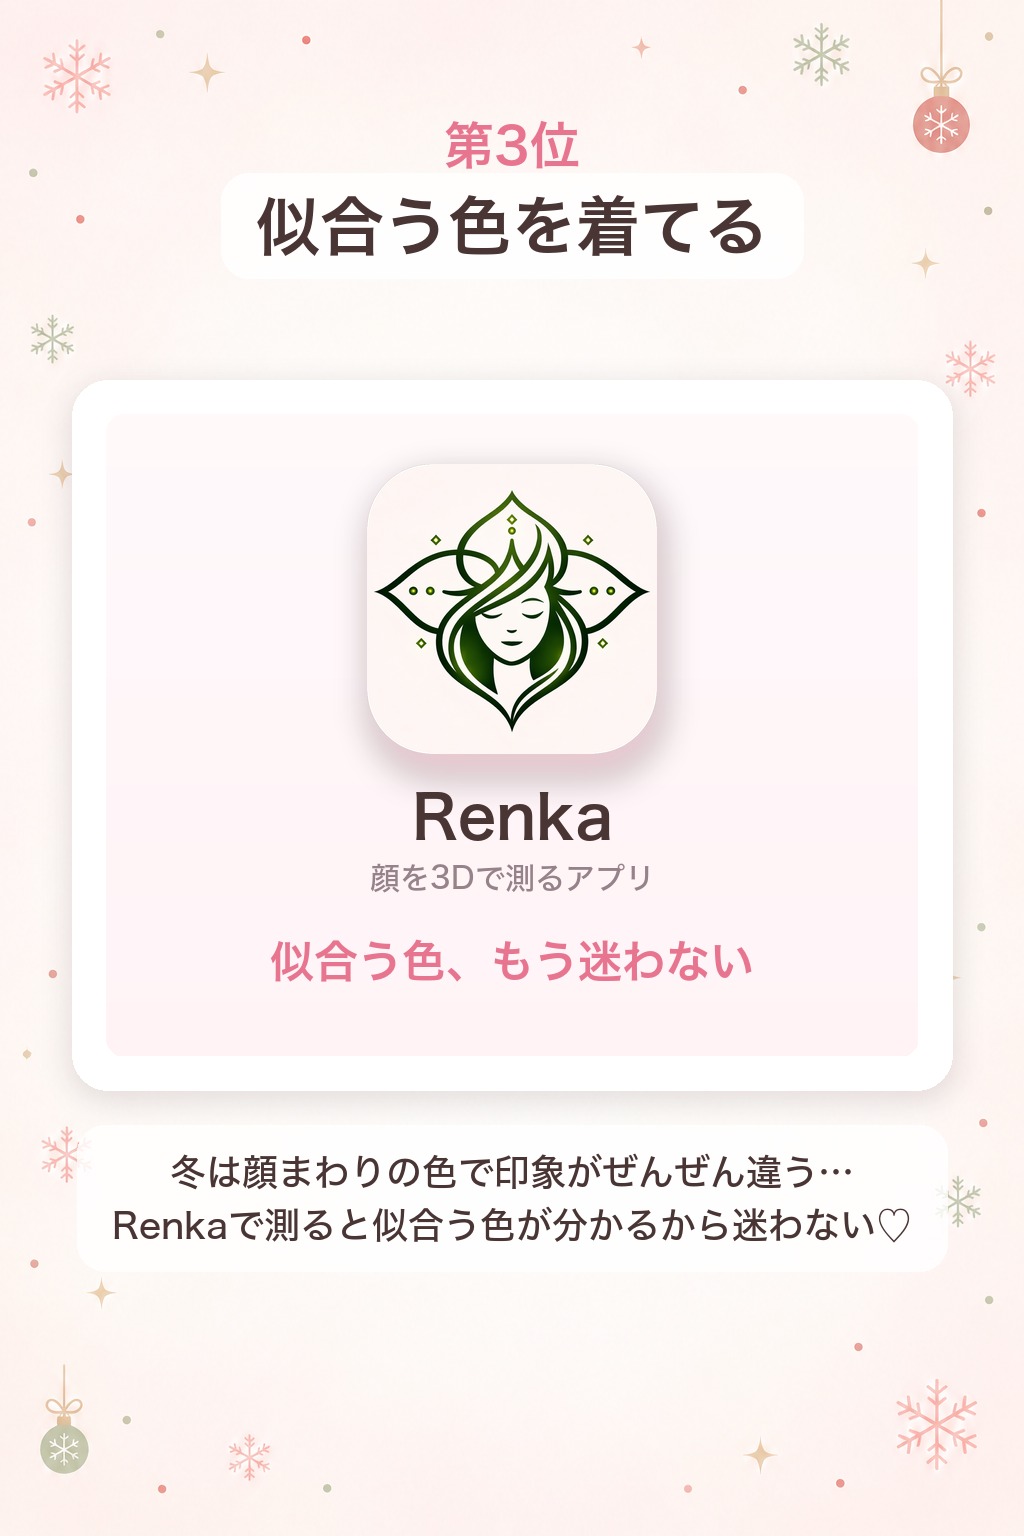 第3位
似合う色を着てる
Renka
顔を3Dで測るアプリ
似合う色、もう迷わない
冬は顔まわりの色で印象がぜんぜん違う…
Renkaで測ると似合う色が分かるから迷わない♡